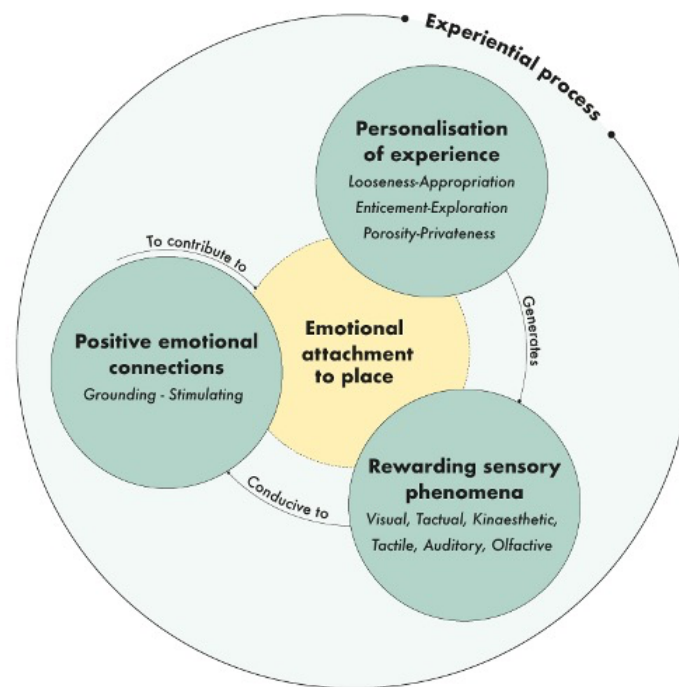 Experiential process
Personalisation
of experience
Looseness-Appropriation
Enticement-Exploration
Porosity-Privateness
To contribute to
Generates
Positive emotional
connections
Grounding - Stimulating
Emotional
attachment
to place
Rewarding sensory
phenomena
Visual, Tactual, Kinaesthetic,
Tactile, Auditory, Olfactive
Conducive to